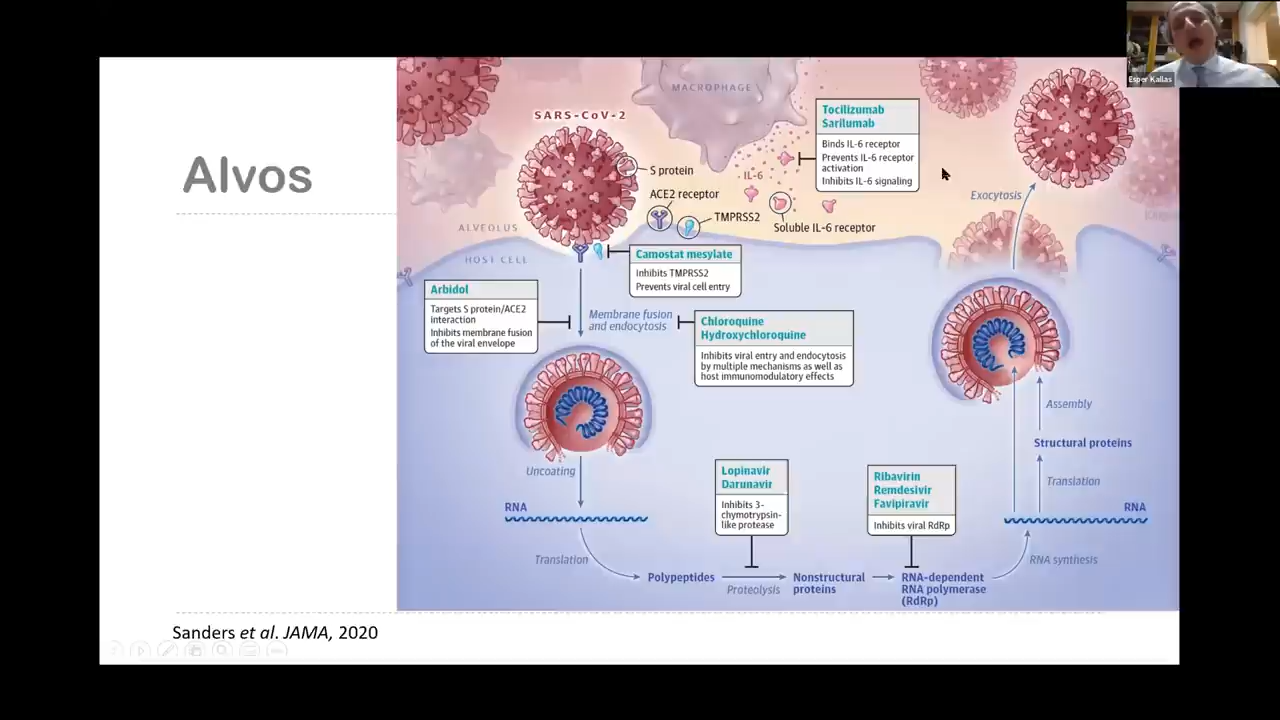 Esper Kallas
Alvos
MACROPHAGE
SARS-CoV-2
S protein
ACE2 receptor
TMPRSS2
IL-6
Soluble IL-6 receptor
Tocilizumab
Sarilumab
Binds IL-6 receptor
Prevents IL-6 receptor
activation
Inhibits IL-6 signaling
Exocytosis
ALVEOLUS
HOST CELL
Camostat mesylate
Inhibits TMPRSS2
Prevents viral cell entry
Arbidol
Targets S protein/ACE2
interaction
Inhibits membrane fusion
of the viral envelope
Membrane fusion
and endocytosis
Chloroquine
Hydroxychloroquine
Inhibits viral entry and endocytosis
by multiple mechanisms as well as
host immunomodulatory effects
Assembly
Structural proteins
Translation
RNA
RNA synthesis
Uncoating
RNA
Translation
Polypeptides
Proteolysis
Lopinavir
Darunavir
Inhibits 3-
chymotrypsin-
like protease
Nonstructural
proteins
Ribavirin
Remdesivir
Favipiravir
Inhibits viral RdRp
RNA-dependent
RNA polymerase
(RdRp)
Sanders et al. JAMA, 2020